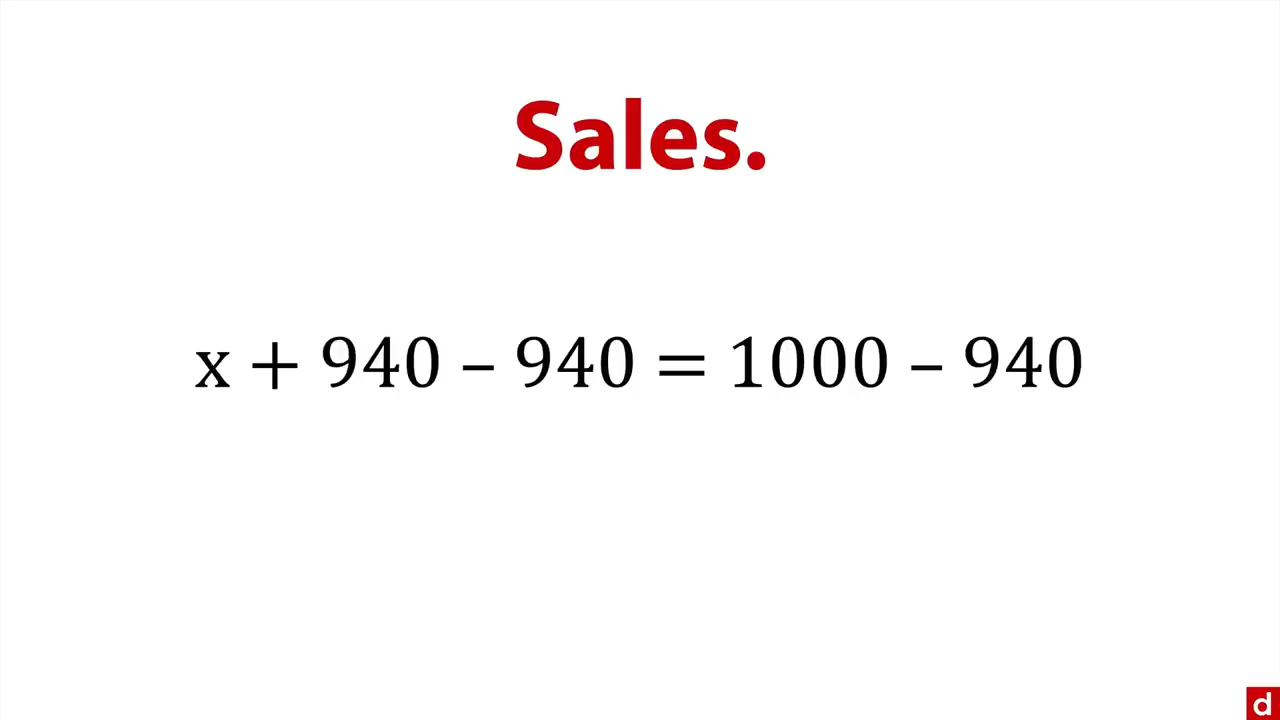 Sales.
x + 940 – 940 = 1000 – 940
d